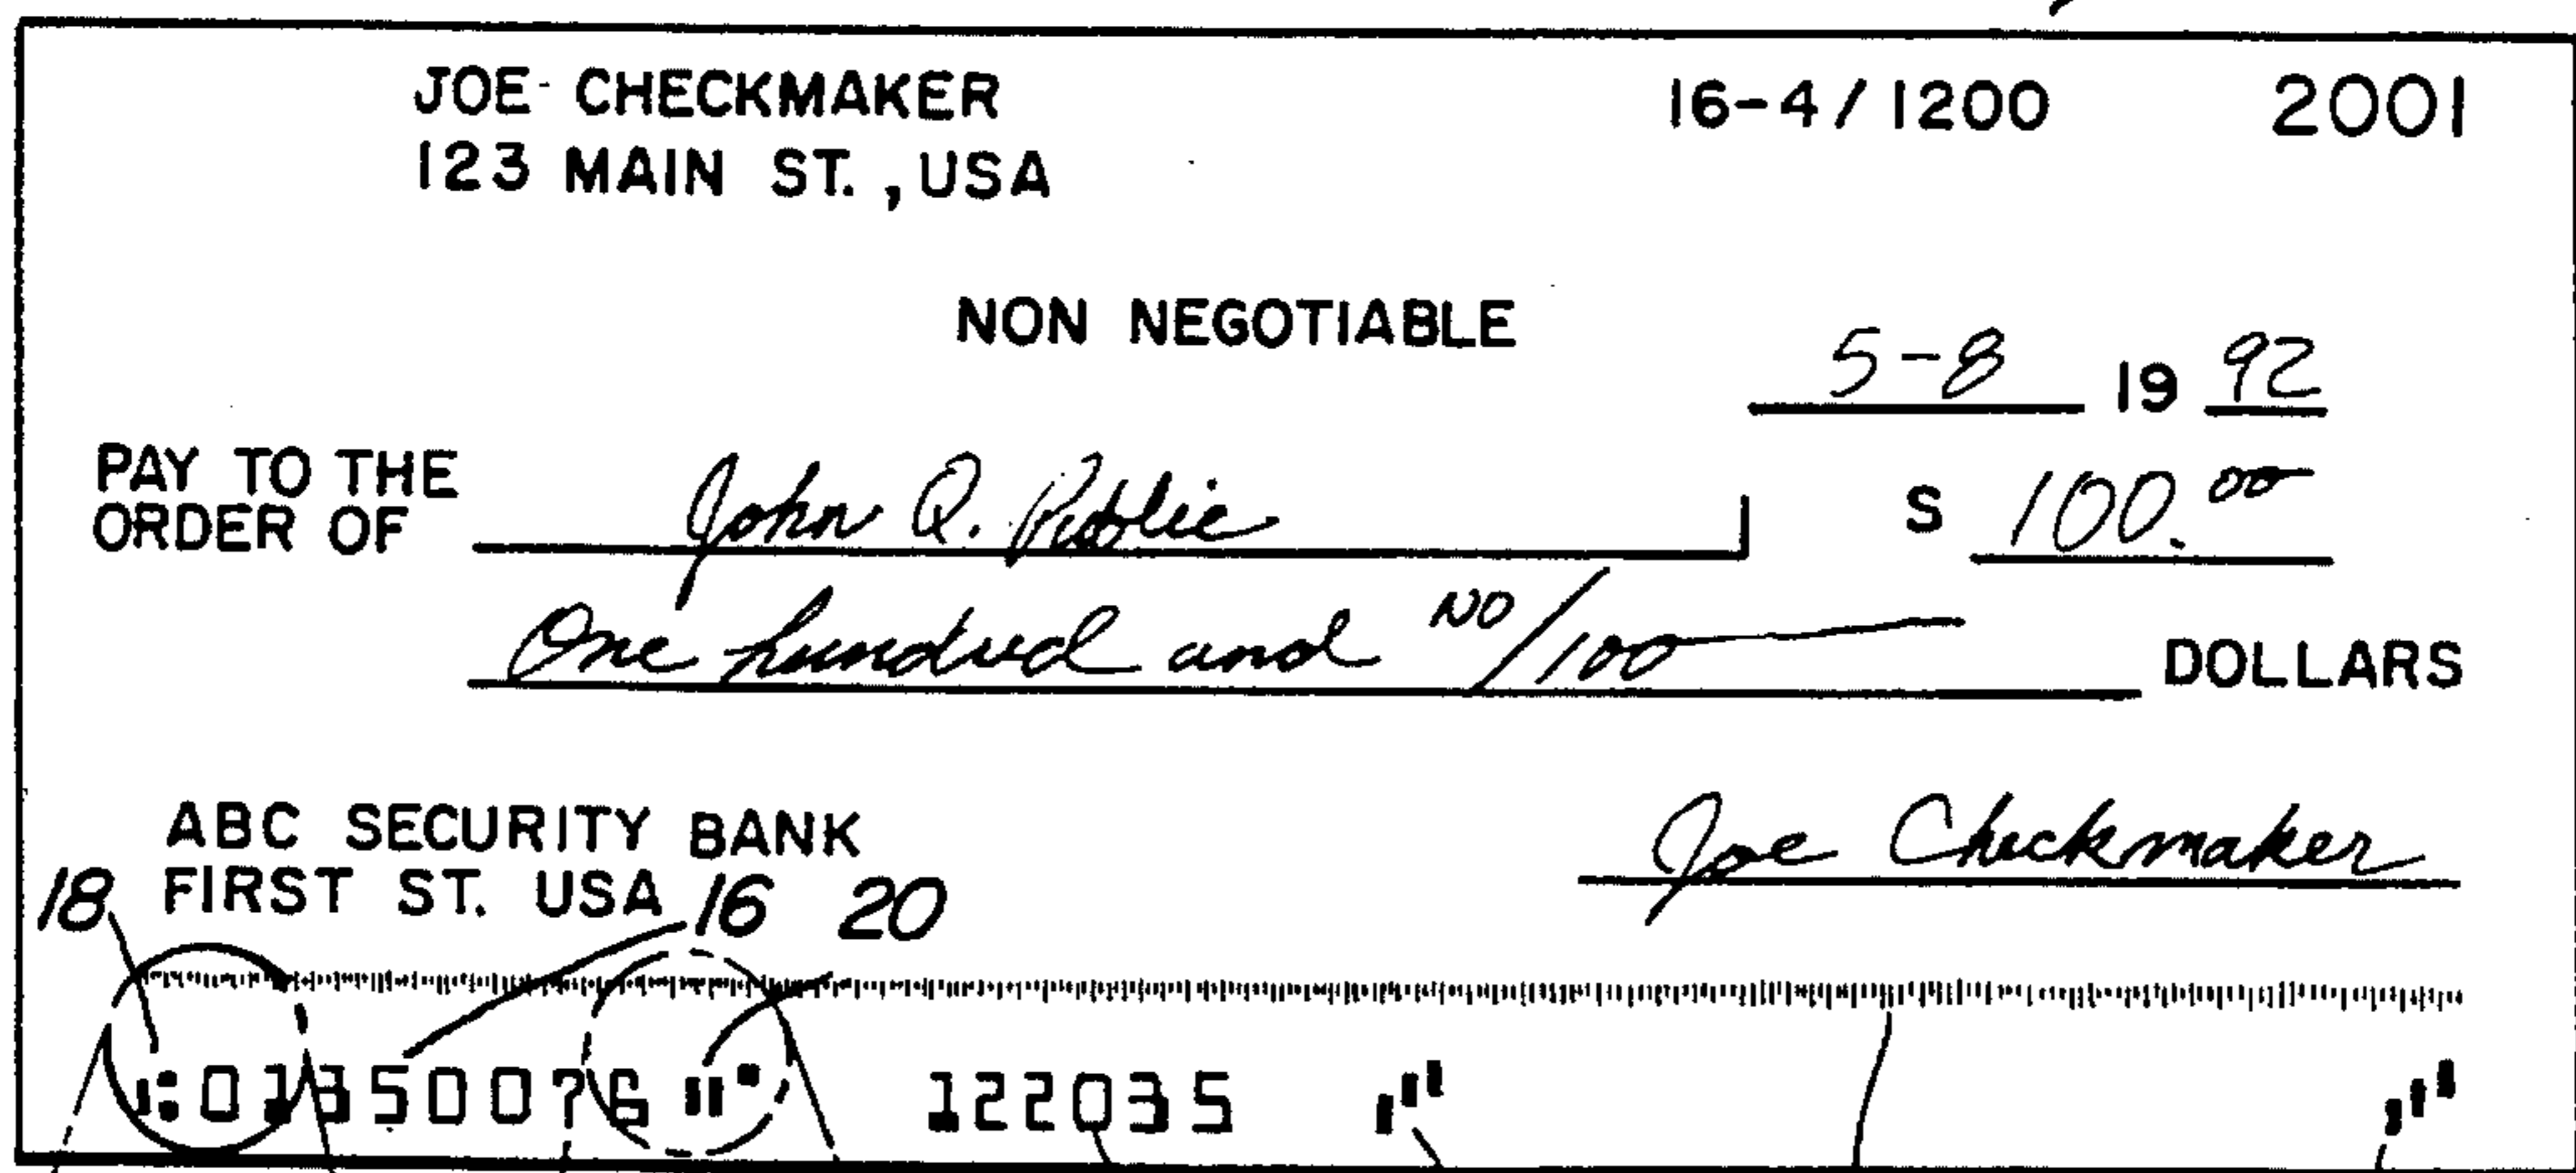 JOE CHECKMAKER 16-4/1200 2001
123 MAIN ST., USA
NON NEGOTIABLE
5-8 19 92
PAY TO THE
ORDER OF John Q. Public $ 100.00
One hundred and NO/100 DOLLARS
ABC SECURITY BANK
FIRST ST. USA
Joe Checkmaker
18 16 20
⑆01350076⑈ 122035